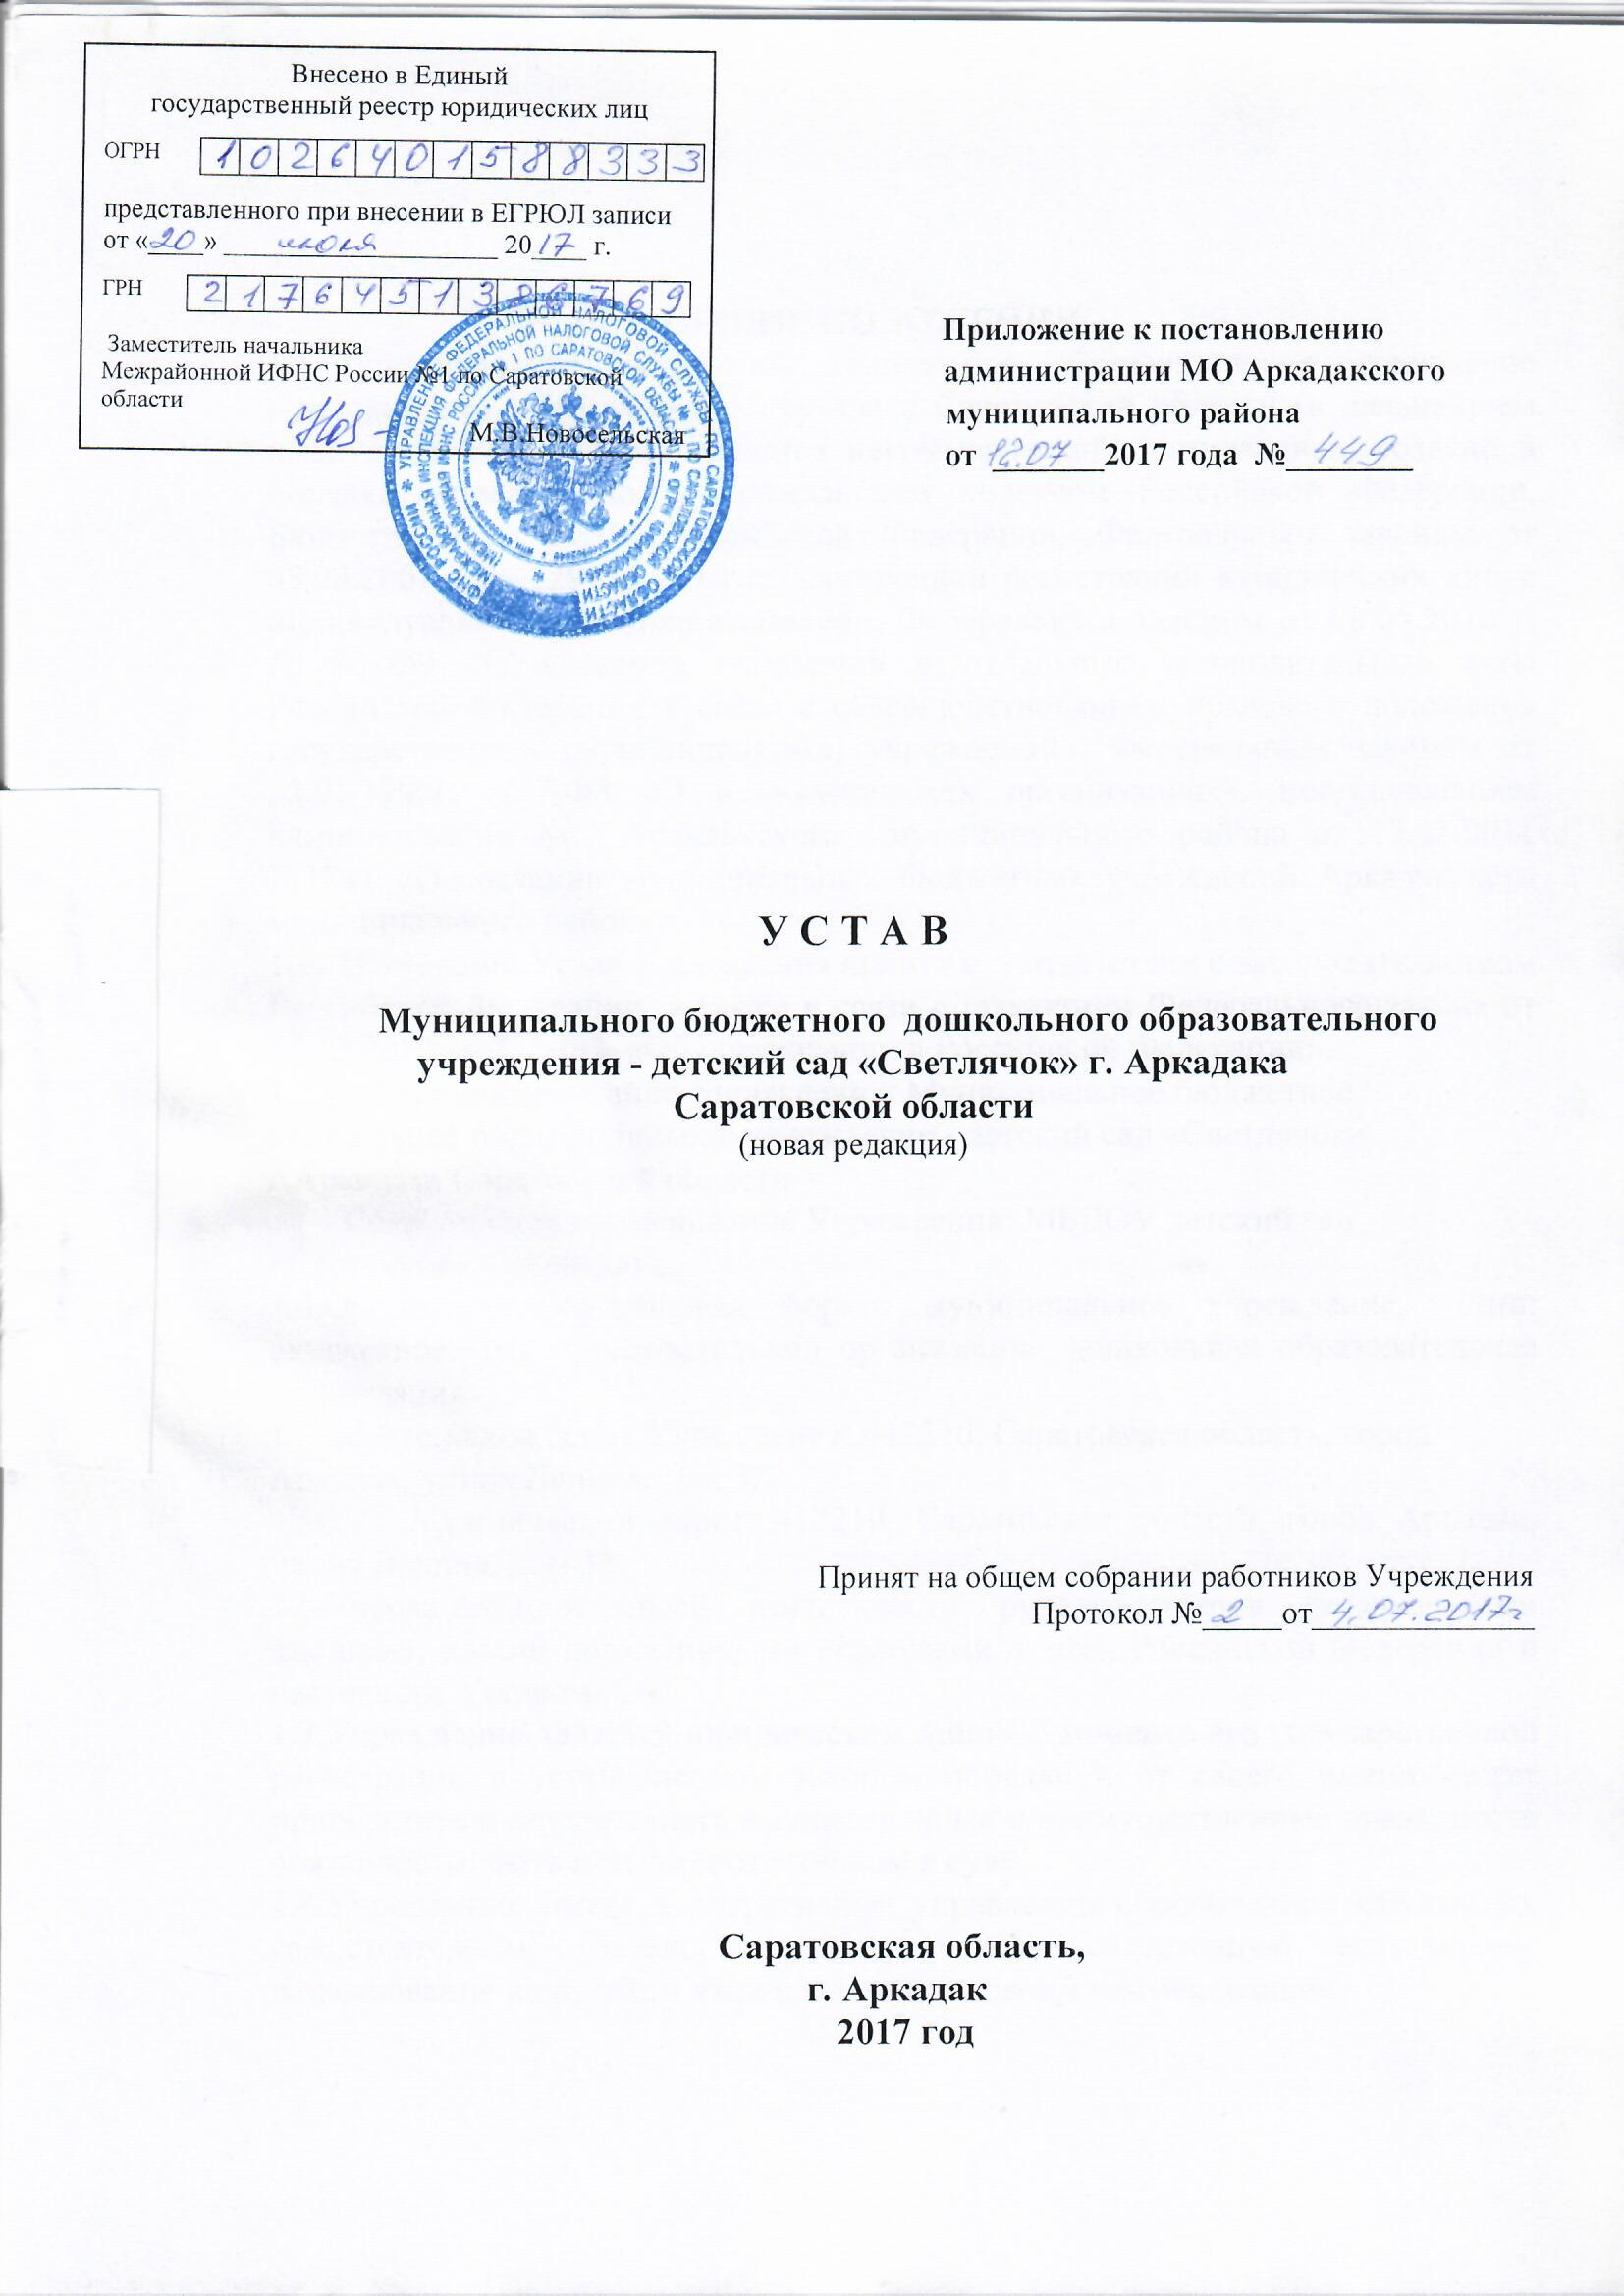 Внесено в Единый
государственный реестр юридических лиц
ОГРН 1026401588333
представленного при внесении в ЕГРЮЛ записи
от «20» июля 2017 г.
ГРН 2176451386769
Заместитель начальника
Межрайонной ИФНС России №1 по Саратовской
области
М.В.Новосельская
Приложение к постановлению
администрации МО Аркадакского
муниципального района
от 12.07 2017 года № 449
У С Т А В
Муниципального бюджетного дошкольного образовательного
учреждения - детский сад «Светлячок» г. Аркадака
Саратовской области
(новая редакция)
Принят на общем собрании работников Учреждения
Протокол № 2 от 4.07.2017г
Саратовская область,
г. Аркадак
2017 год